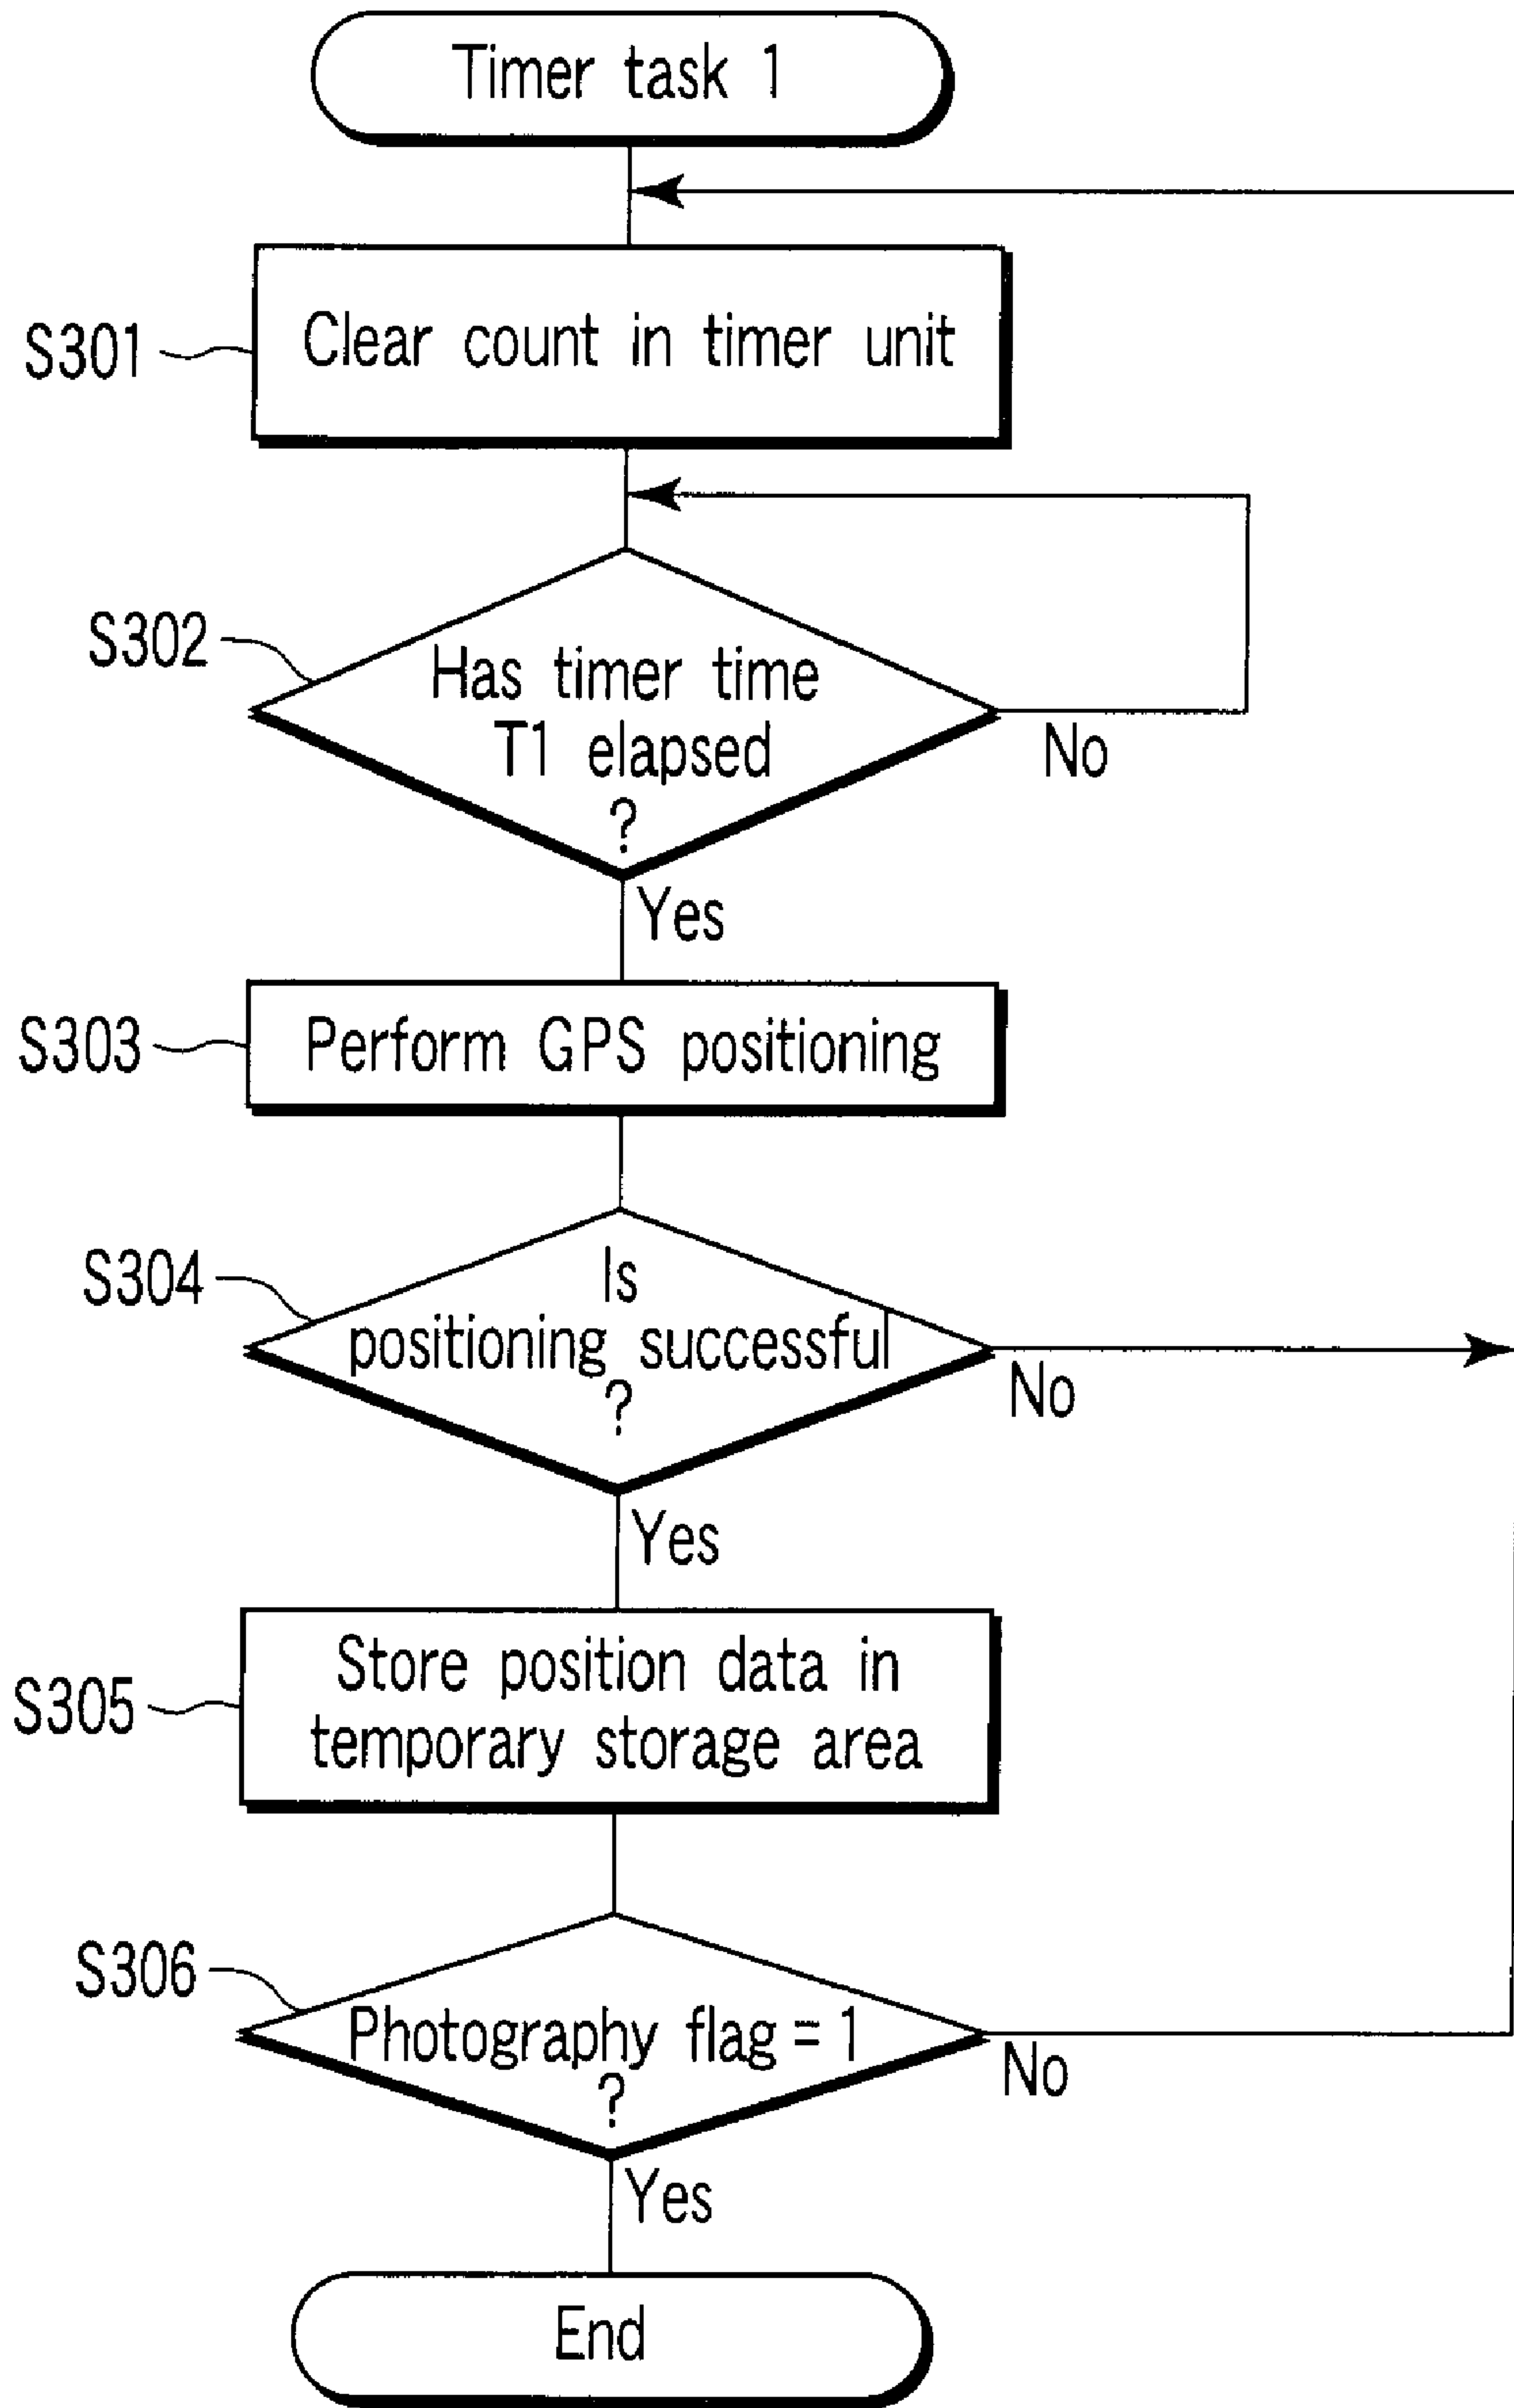 Timer task 1
S301
Clear count in timer unit
S302
Has timer time
T1 elapsed
?
No
Yes
S303
Perform GPS positioning
S304
Is
positioning successful
?
No
Yes
S305
Store position data in
temporary storage area
S306
Photography flag = 1
?
No
Yes
End